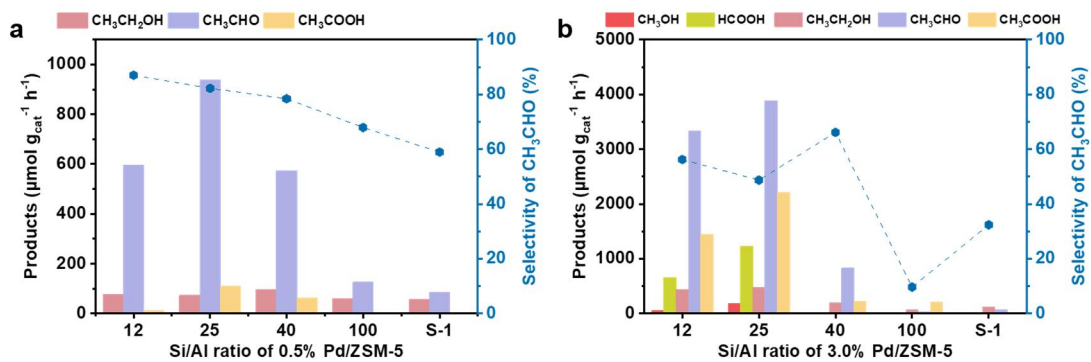 a
CH₃CH₂OH CH₃CHO CH₃COOH
Products (μmol g_cat⁻¹ h⁻¹)
1000
800
600
400
200
0
12 25 40 100 S-1
Si/Al ratio of 0.5% Pd/ZSM-5
100
80
60
40
20
0
Selectivity of CH₃CHO (%)
b
CH₃OH HCOOH CH₃CH₂OH CH₃CHO CH₃COOH
Products (μmol g_cat⁻¹ h⁻¹)
5000
4000
3000
2000
1000
0
12 25 40 100 S-1
Si/Al ratio of 3.0% Pd/ZSM-5
100
80
60
40
20
0
Selectivity of CH₃CHO (%)